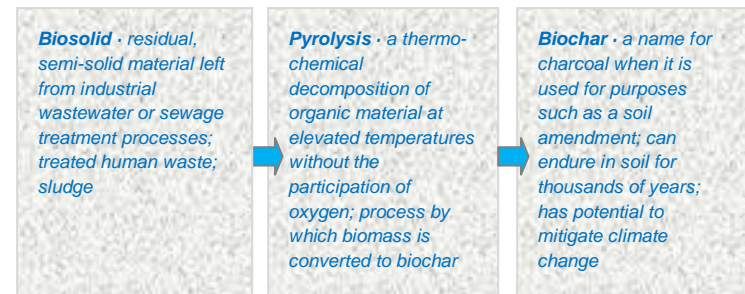 Biosolid · residual,
semi-solid material left
from industrial
wastewater or sewage
treatment processes;
treated human waste;
sludge
Pyrolysis · a thermo-
chemical
decomposition of
organic material at
elevated temperatures
without the
participation of
oxygen; process by
which biomass is
converted to biochar
Biochar · a name for
charcoal when it is
used for purposes
such as a soil
amendment; can
endure in soil for
thousands of years;
has potential to
mitigate climate
change